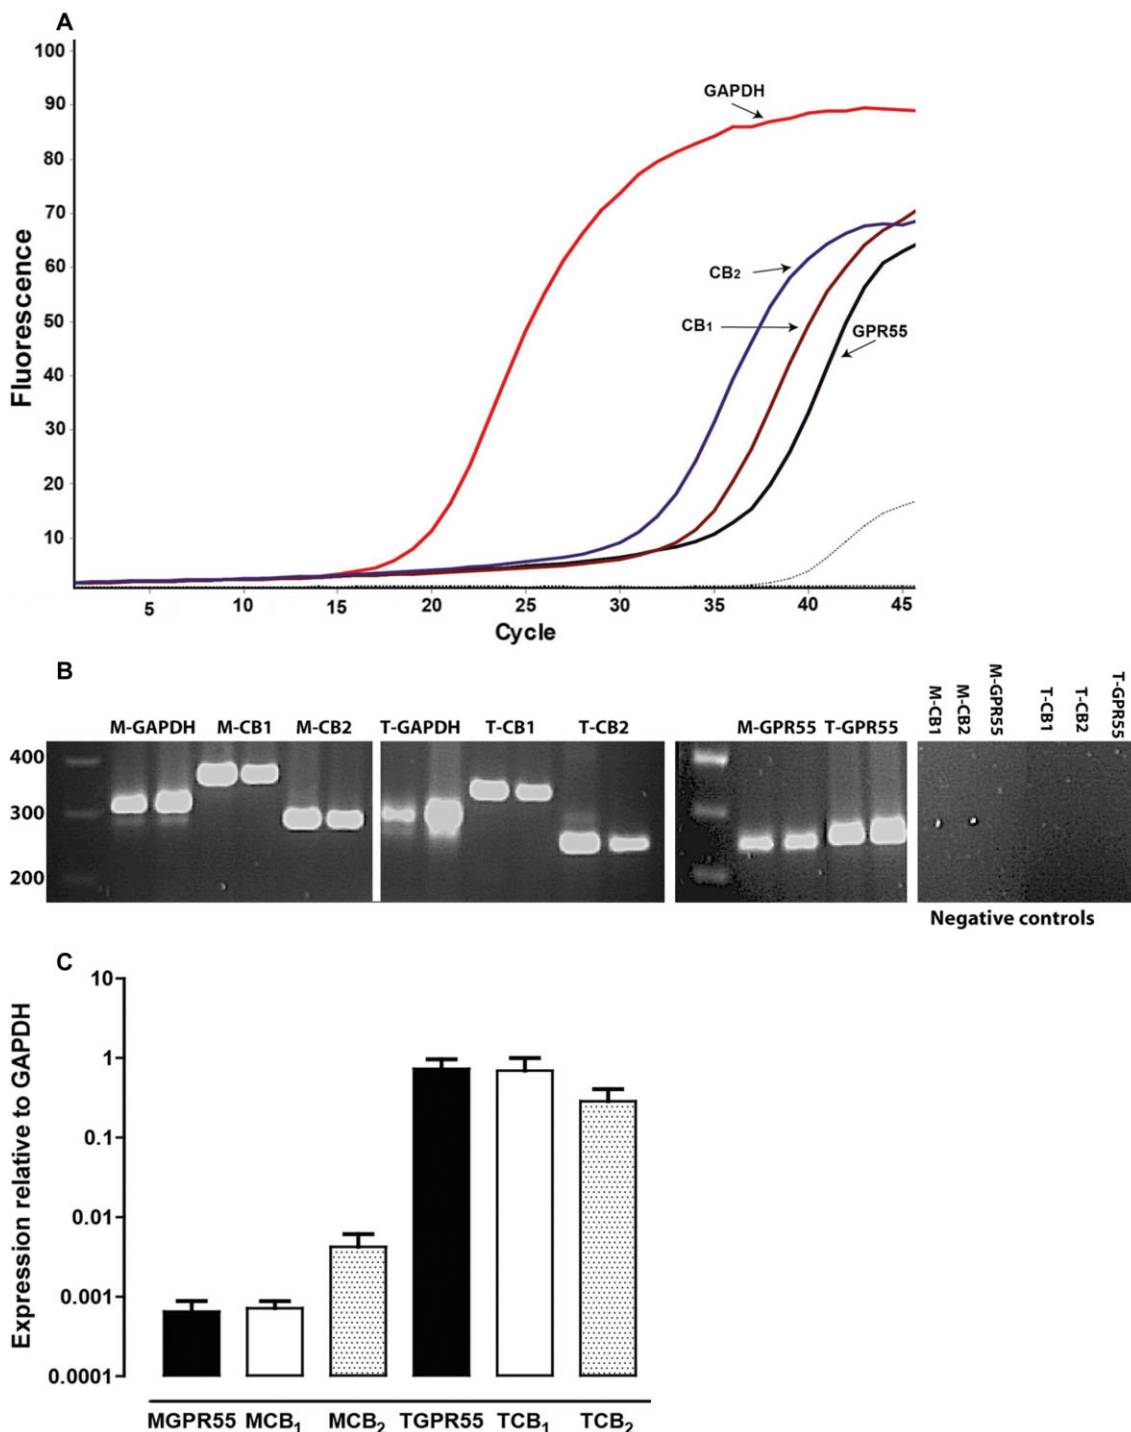 A
100
90
80
70
60
50
40
30
20
10
Fluorescence
GAPDH
CB2
CB1
GPR55
5 10 15 20 25 30 35 40 45
Cycle
B
M-GAPDH M-CB1 M-CB2 T-GAPDH T-CB1 T-CB2 M-GPR55 T-GPR55
M-CB1 M-CB2 M-GPR55 T-CB1 T-CB2 T-GPR55
400
300
200
Negative controls
C
10
1
0.1
0.01
0.001
0.0001
Expression relative to GAPDH
MGPR55 MCB1 MCB2 TGPR55 TCB1 TCB2